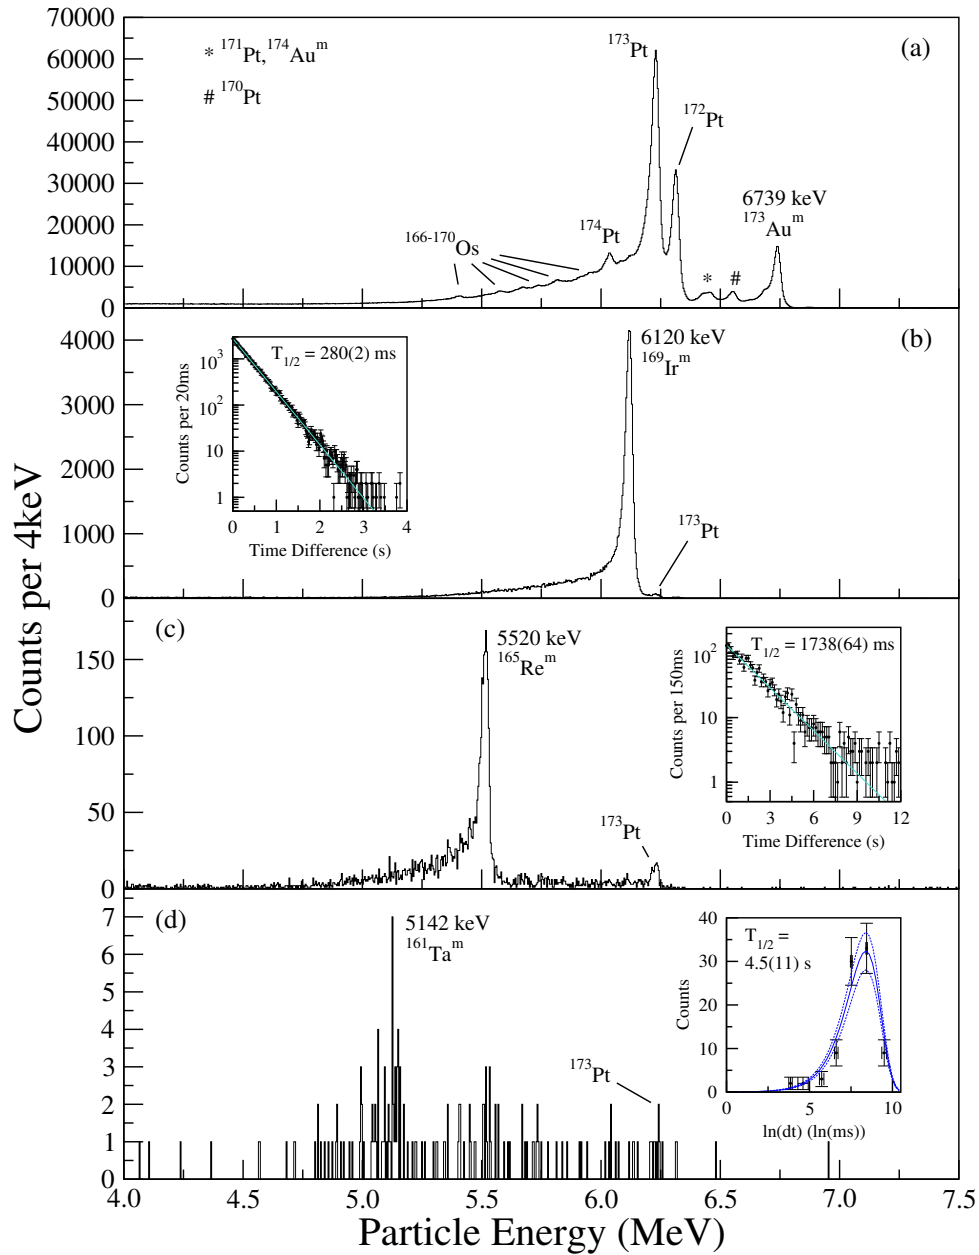 Counts per 4keV
70000
60000
50000
40000
30000
20000
10000
0
* 171Pt,174Aum
# 170Pt
(a)
173Pt
172Pt
6739 keV
173Aum
174Pt
166-170Os
*
#
4000
3000
2000
1000
0
(b)
6120 keV
169Irm
173Pt
T1/2 = 280(2) ms
Counts per 20ms
103
102
10
1
0 1 2 3 4
Time Difference (s)
150
100
50
0
(c)
5520 keV
165Rem
173Pt
T1/2 = 1738(64) ms
Counts per 150ms
102
10
1
0 3 6 9 12
Time Difference (s)
7
6
5
4
3
2
1
0
(d)
5142 keV
161Tam
173Pt
T1/2 =
4.5(11) s
Counts
40
30
20
10
0
0 5 10
ln(dt) (ln(ms))
4.0 4.5 5.0 5.5 6.0 6.5 7.0 7.5
Particle Energy (MeV)